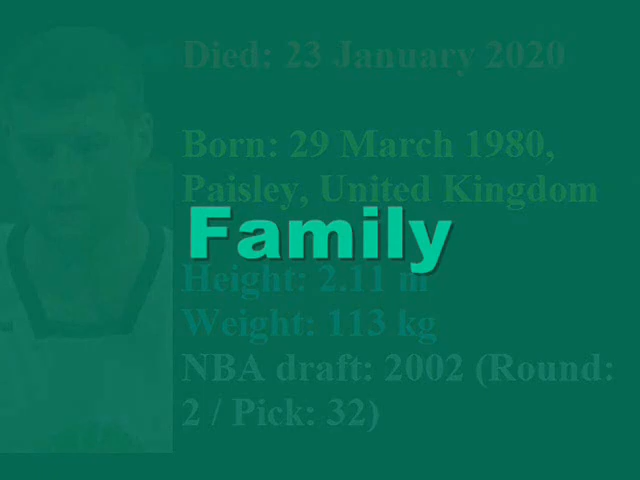 Died: 23 January 2020
Born: 29 March 1980,
Paisley, United Kingdom
Family
Height: 2.11 m
Weight: 113 kg
NBA draft: 2002 (Round:
2 / Pick: 32)